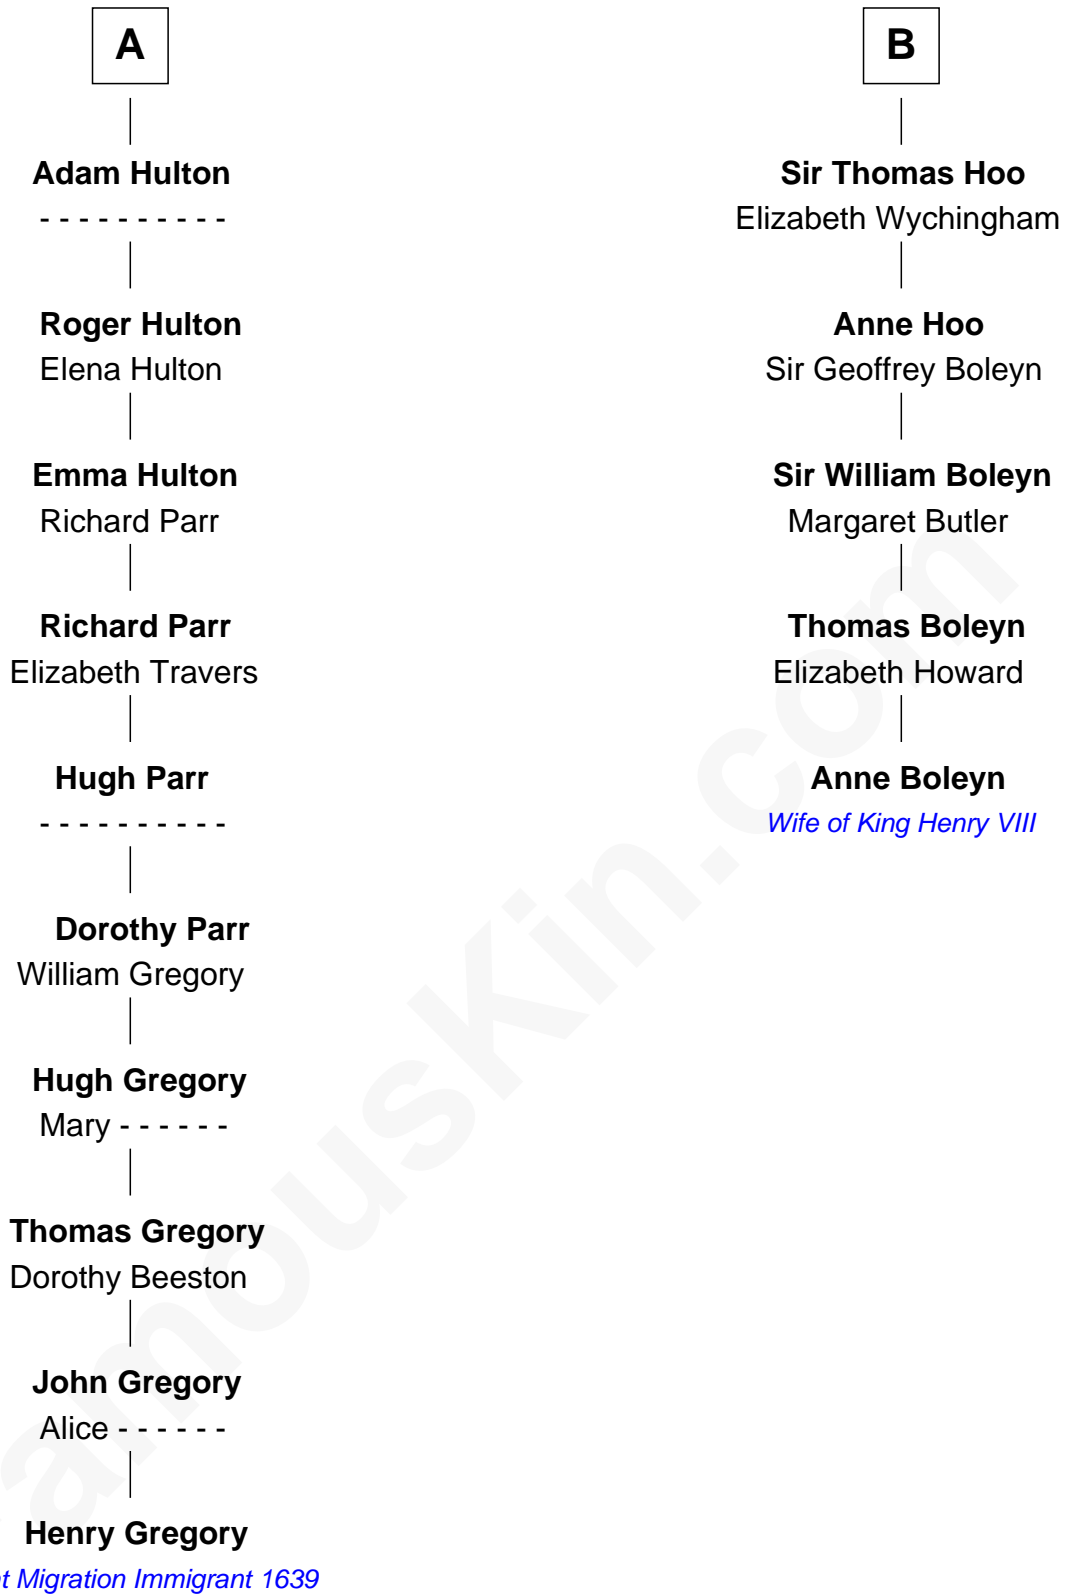 A
Adam Hulton
- - - - - - - - - -
Roger Hulton
Elena Hulton
Emma Hulton
Richard Parr
Richard Parr
Elizabeth Travers
Hugh Parr
- - - - - - - - - -
Dorothy Parr
William Gregory
Hugh Gregory
Mary - - - - - -
Thomas Gregory
Dorothy Beeston
John Gregory
Alice - - - - - -
Henry Gregory
t Migration Immigrant 1639
B
Sir Thomas Hoo
Elizabeth Wychingham
Anne Hoo
Sir Geoffrey Boleyn
Sir William Boleyn
Margaret Butler
Thomas Boleyn
Elizabeth Howard
Anne Boleyn
Wife of King Henry VIII
amouskin.com